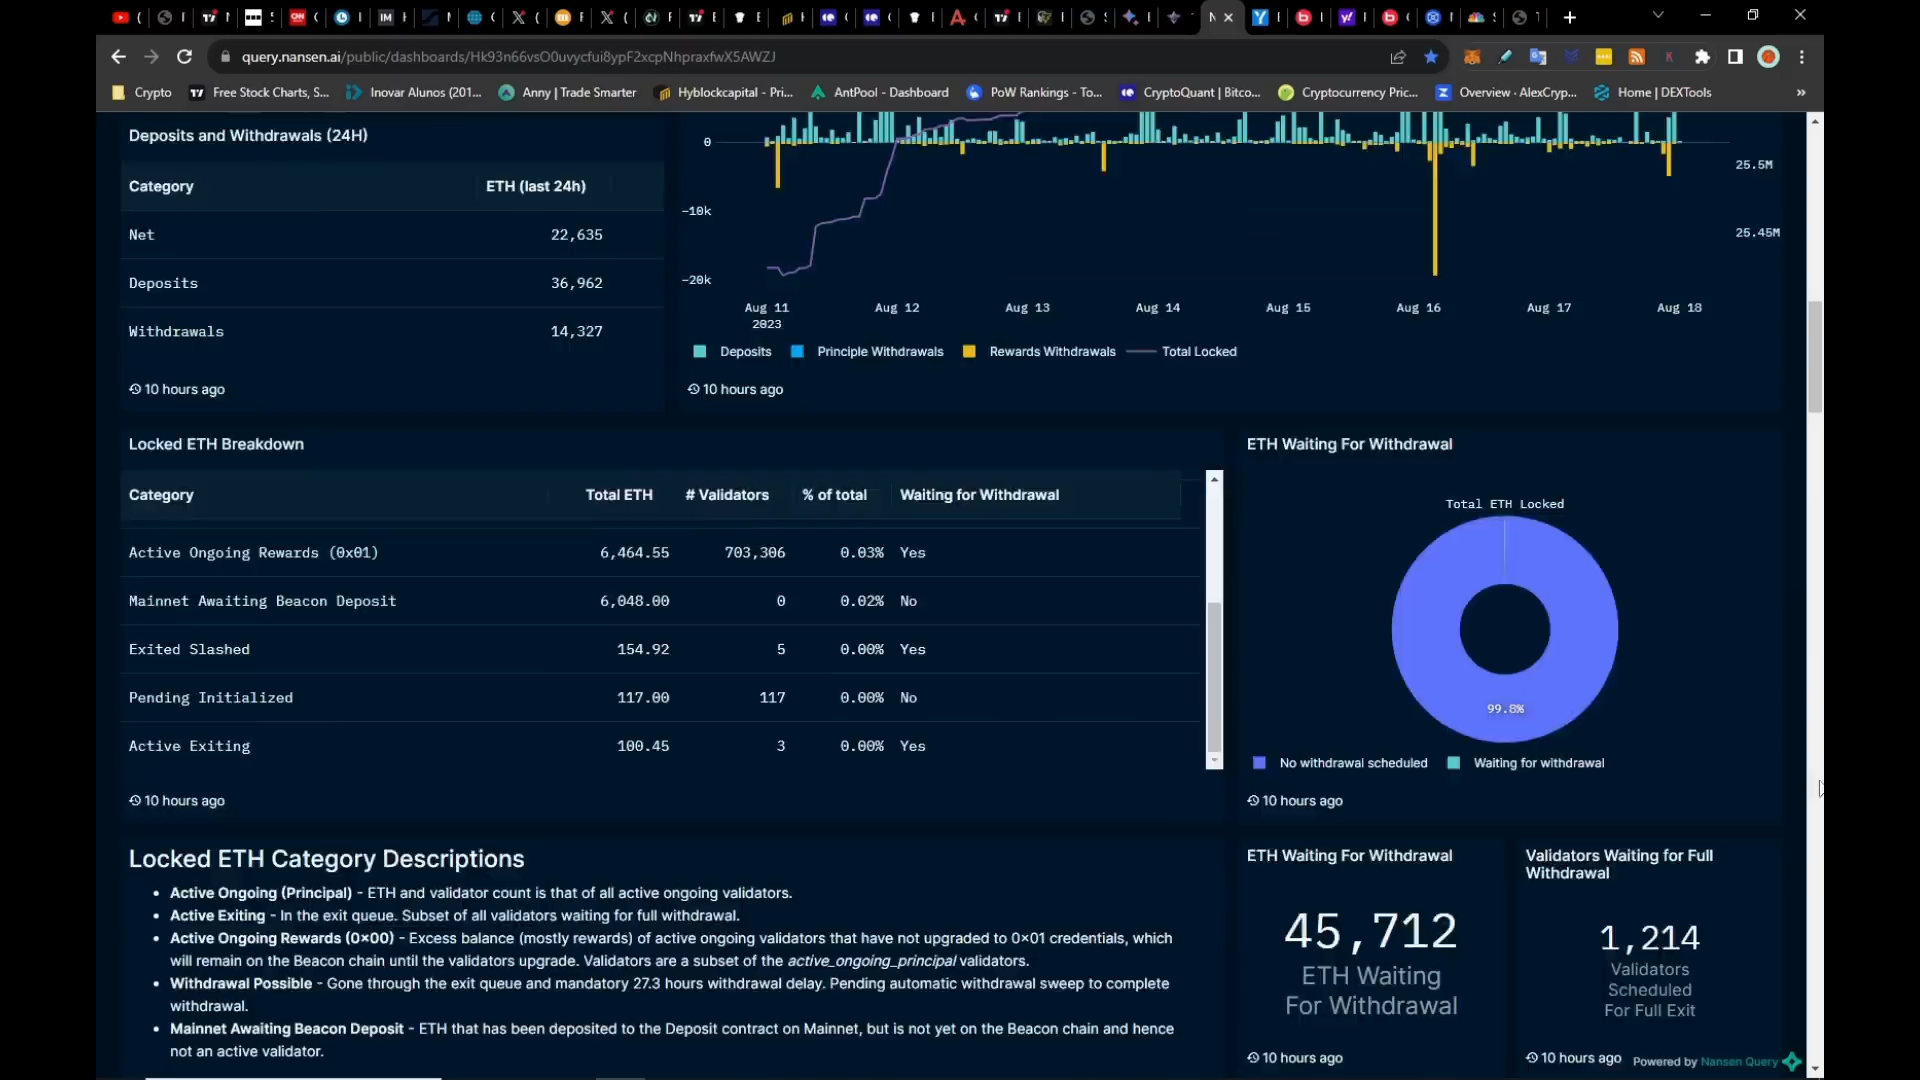 query.nansen.ai/public/dashboards/Hk93n66vsO0uvycfui8ypF2xcpNhpraxfwX5AWZJ
Crypto
Free Stock Charts, S...
Inovar Alunos (201...
Anny | Trade Smarter
Hyblockcapital - Pri...
AntPool - Dashboard
PoW Rankings - To...
CryptoQuant | Bitco...
Cryptocurrency Pric...
Overview · AlexCryp...
Home | DEXTools
»
Deposits and Withdrawals (24H)
Category ETH (last 24h)
Net 22,635
Deposits 36,962
Withdrawals 14,327
10 hours ago
0
−10k
−20k
25.5M
25.45M
Aug 11 Aug 12 Aug 13 Aug 14 Aug 15 Aug 16 Aug 17 Aug 18
2023
Deposits Principle Withdrawals Rewards Withdrawals Total Locked
10 hours ago
Locked ETH Breakdown
Category Total ETH # Validators % of total Waiting for Withdrawal
Active Ongoing Rewards (0x01) 6,464.55 703,306 0.03% Yes
Mainnet Awaiting Beacon Deposit 6,048.00 0 0.02% No
Exited Slashed 154.92 5 0.00% Yes
Pending Initialized 117.00 117 0.00% No
Active Exiting 100.45 3 0.00% Yes
10 hours ago
ETH Waiting For Withdrawal
Total ETH Locked
99.8%
No withdrawal scheduled Waiting for withdrawal
10 hours ago
Locked ETH Category Descriptions
• Active Ongoing (Principal) - ETH and validator count is that of all active ongoing validators.
• Active Exiting - In the exit queue. Subset of all validators waiting for full withdrawal.
• Active Ongoing Rewards (0×00) - Excess balance (mostly rewards) of active ongoing validators that have not upgraded to 0×01 credentials, which
will remain on the Beacon chain until the validators upgrade. Validators are a subset of the active_ongoing_principal validators.
• Withdrawal Possible - Gone through the exit queue and mandatory 27.3 hours withdrawal delay. Pending automatic withdrawal sweep to complete
withdrawal.
• Mainnet Awaiting Beacon Deposit - ETH that has been deposited to the Deposit contract on Mainnet, but is not yet on the Beacon chain and hence
not an active validator.
ETH Waiting For Withdrawal
45,712
ETH Waiting
For Withdrawal
10 hours ago
Validators Waiting for Full
Withdrawal
1,214
Validators
Scheduled
For Full Exit
10 hours ago
Powered by Nansen Query